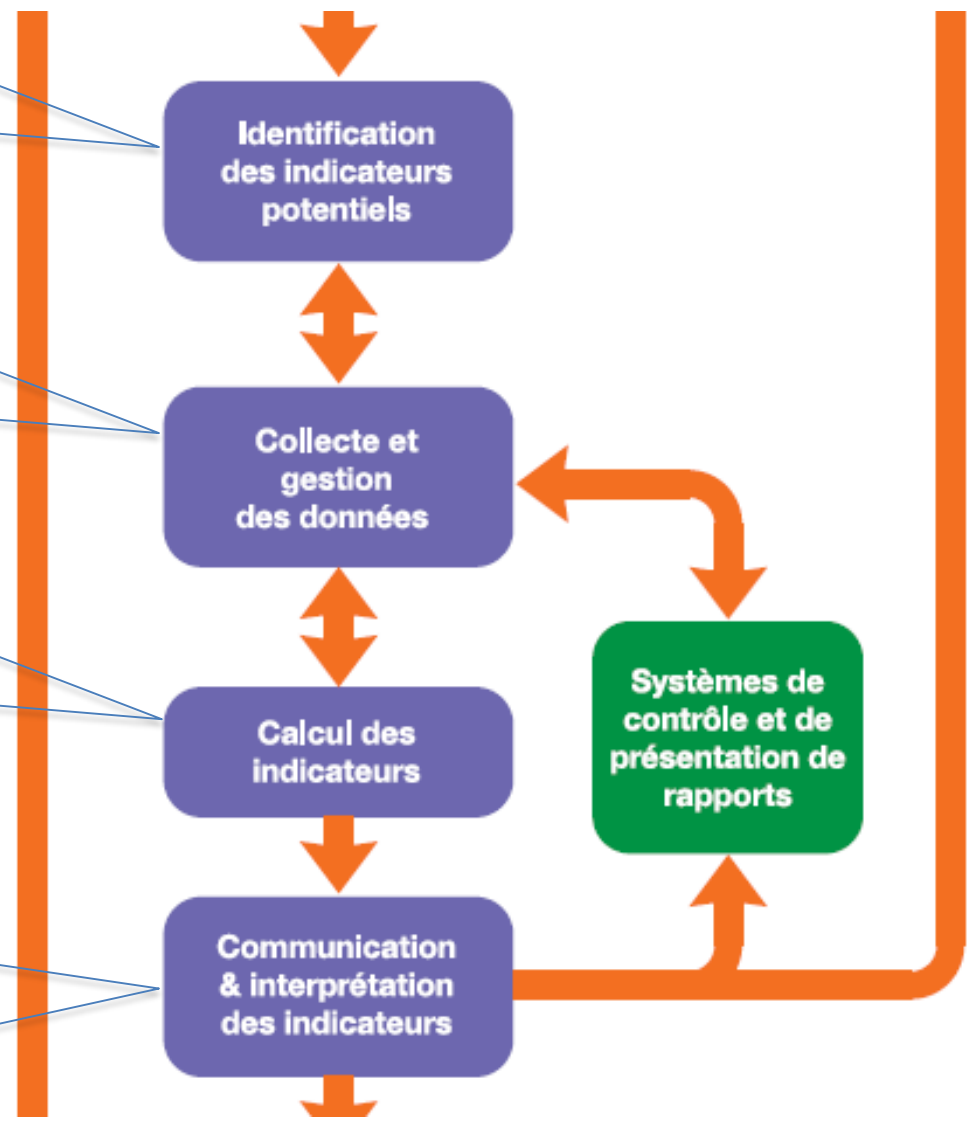 Identification
des indicateurs
potentiels
Collecte et
gestion
des données
Calcul des
indicateurs
Systèmes de
contrôle et de
présentation de
rapports
Communication
& interprétation
des indicateurs